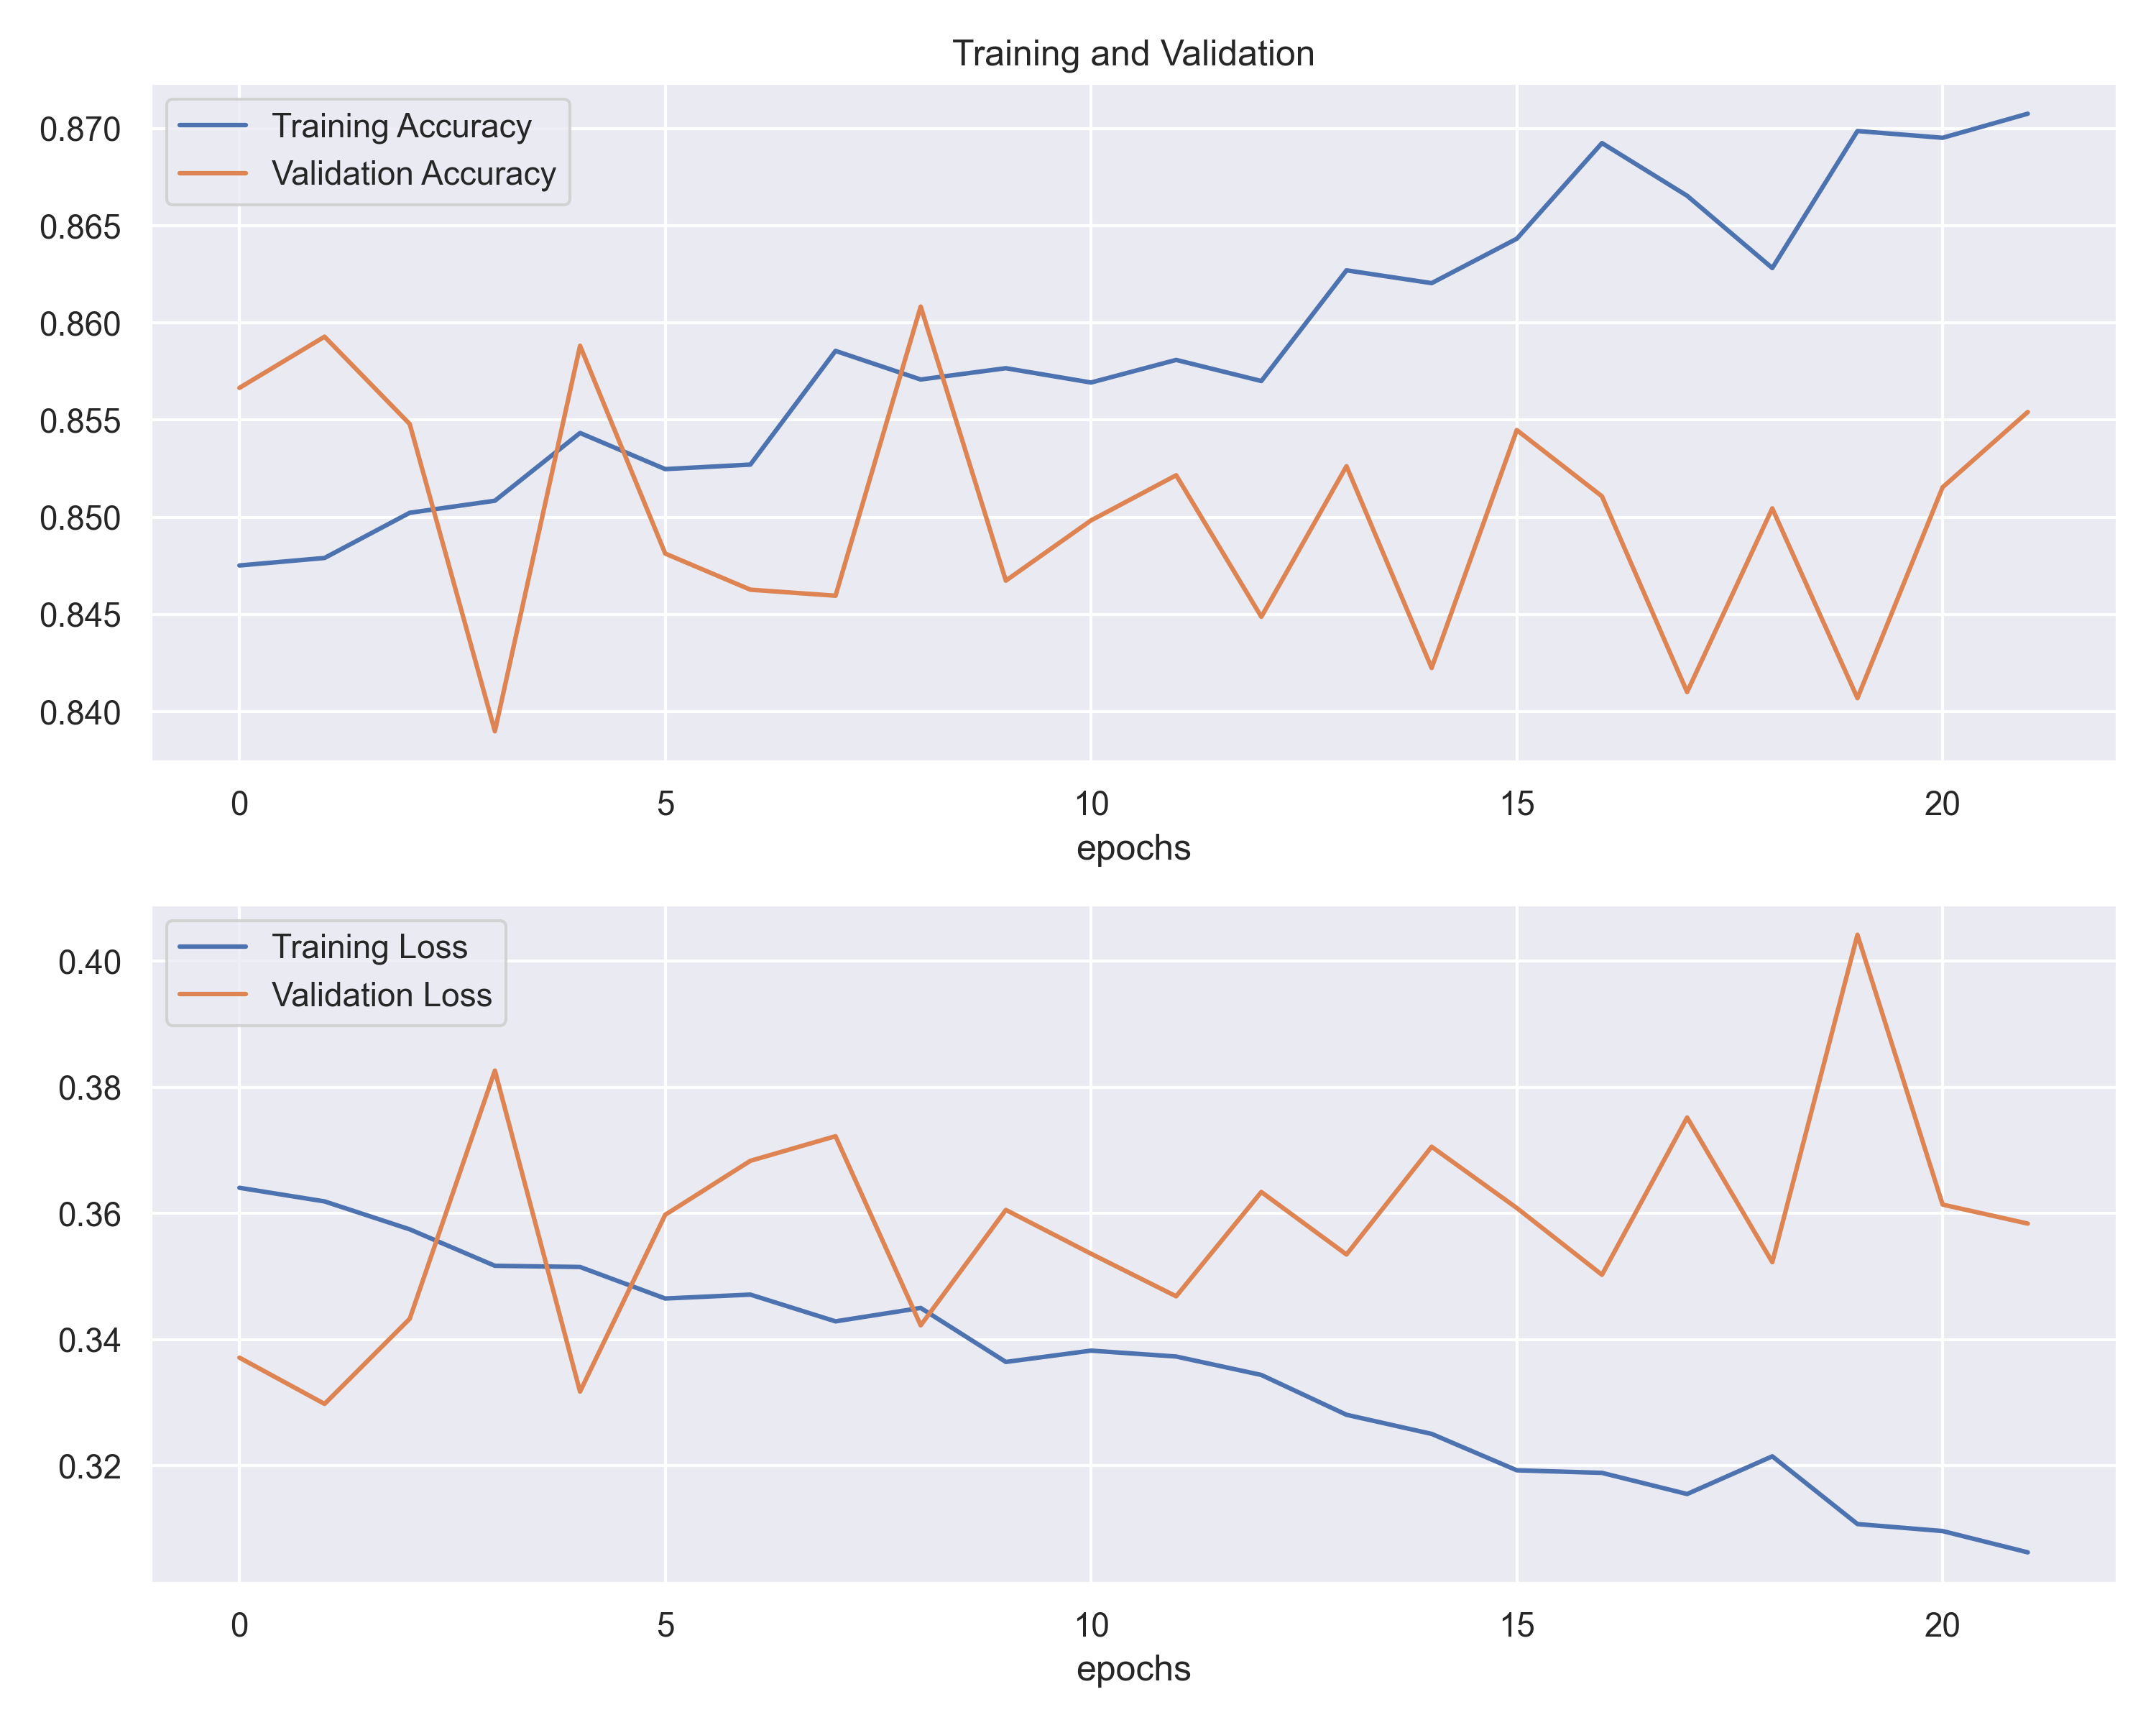 Training and Validation
Training Accuracy
Validation Accuracy
0.870
0.865
0.860
0.855
0.850
0.845
0.840
0 5 10 15 20
epochs
Training Loss
Validation Loss
0.40
0.38
0.36
0.34
0.32
0 5 10 15 20
epochs